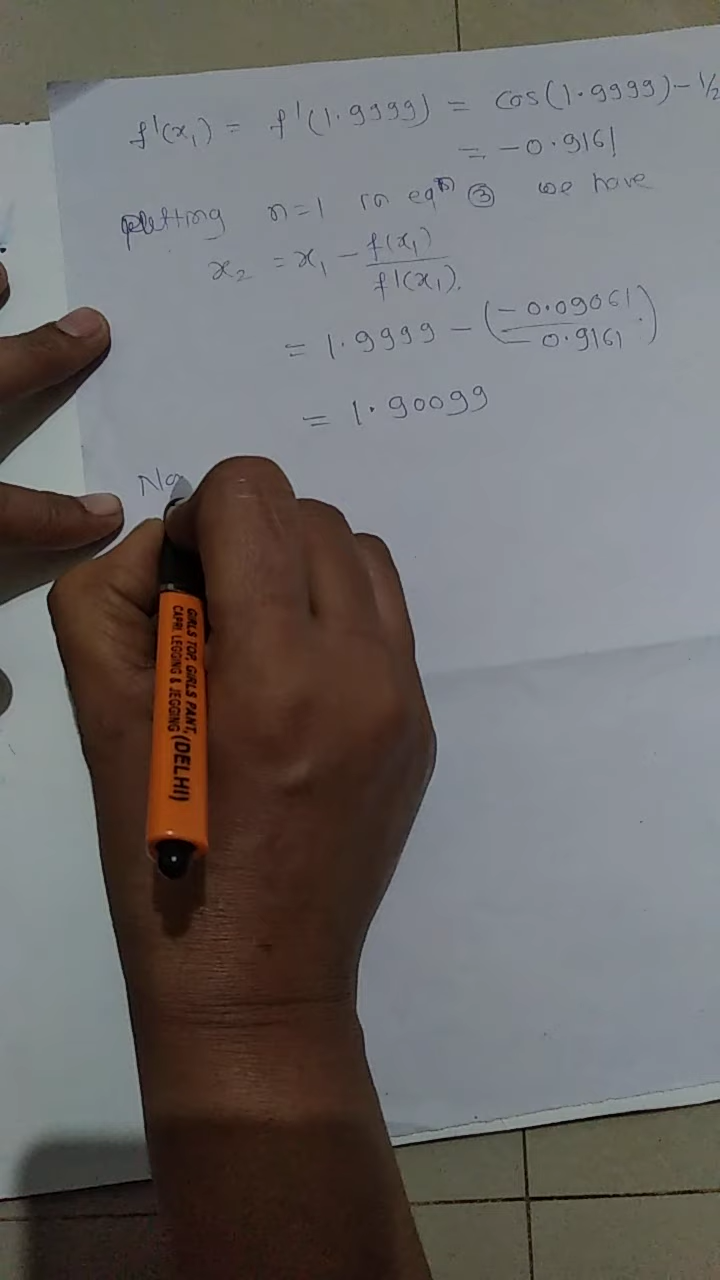 f'(x₁) = f'(1.9999) = cos(1.9999) - 1/2
= -0.9161
putting n=1 in eqⁿ ③ we have
x₂ = x₁ - f(x₁)/f'(x₁).
= 1.9999 - (-0.09061/-0.9161)
= 1.90099
No
GIRLS TOP, GIRLS PANT,
CAPRI, LEGGING & JEGGING (DELHI)